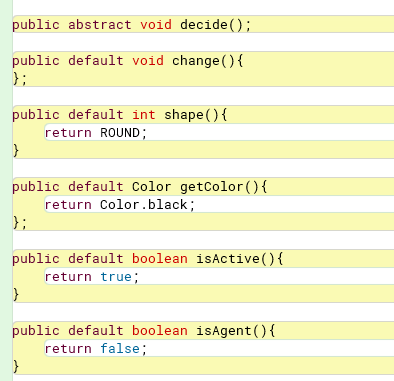 public abstract void decide();
public default void change(){
};
public default int shape(){
return ROUND;
}
public default Color getColor(){
return Color.black;
};
public default boolean isActive(){
return true;
}
public default boolean isAgent(){
return false;
}